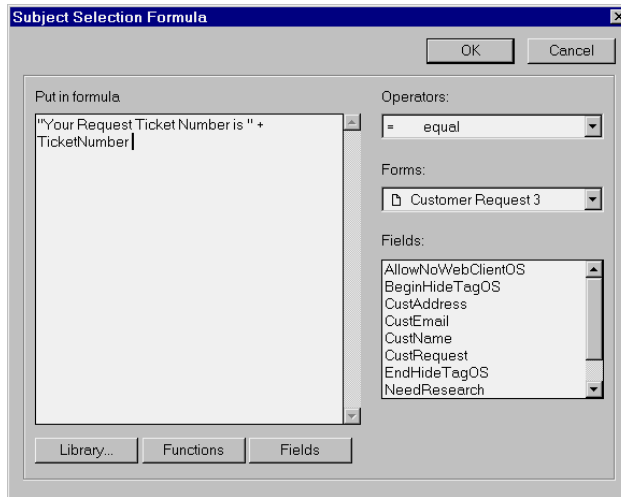 Subject Selection Formula
OK
Cancel
Put in formula
"Your Request Ticket Number is " +
TicketNumber
Operators:
= equal
Forms:
Customer Request 3
Fields:
AllowNoWebClientOS
BeginHideTagOS
CustAddress
CustEmail
CustName
CustRequest
EndHideTagOS
NeedResearch
Library...
Functions
Fields